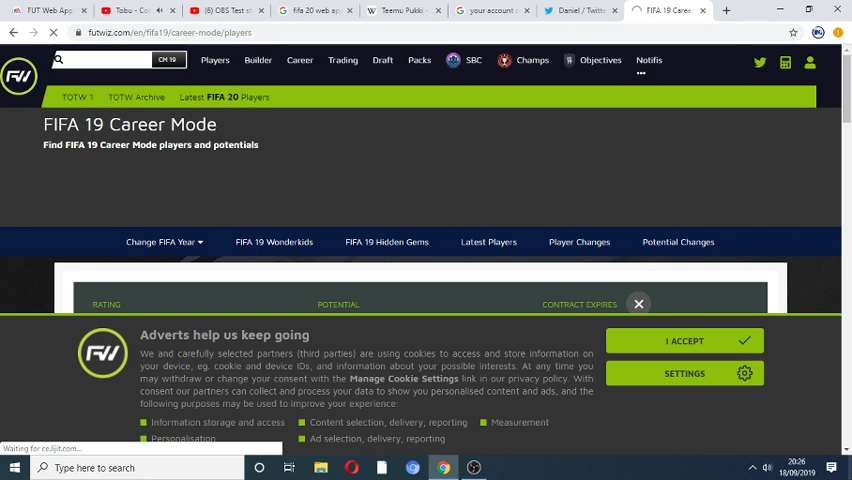 FUT Web App
Tobu - Co
(6) OBS Test st
fifa 20 web ap
Teemu Pukki -
your account
Daniel / Twitte
FIFA 19 Caree
futwiz.com/en/fifa19/career-mode/players
FW
CM 19
Players
Builder
Career
Trading
Draft
Packs
SBC
Champs
Objectives
Notifis
TOTW 1
TOTW Archive
Latest FIFA 20 Players
FIFA 19 Career Mode
Find FIFA 19 Career Mode players and potentials
Change FIFA Year
FIFA 19 Wonderkids
FIFA 19 Hidden Gems
Latest Players
Player Changes
Potential Changes
RATING
POTENTIAL
CONTRACT EXPIRES
FW
Adverts help us keep going
We and carefully selected partners (third parties) are using cookies to access and store information on
your device, eg. cookie and device IDs, and information about your possible interests. At any time you
may withdraw or change your consent with the Manage Cookie Settings link in our privacy policy. With
consent our partners can collect and process your data to show you personalised content and ads, and the
following purposes may be used to improve your experience:
Information storage and access
Content selection, delivery, reporting
Measurement
Personalisation
Ad selection, delivery, reporting
I ACCEPT
SETTINGS
Waiting for ce.lijit.com...
Type here to search
20:26
18/09/2019